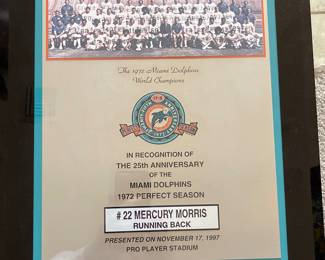 The 1972 Miami Dolphins
World Champions
IN RECOGNITION OF
THE 25th ANNIVERSARY
OF THE
MIAMI DOLPHINS
1972 PERFECT SEASON
# 22 MERCURY MORRIS
RUNNING BACK
PRESENTED ON NOVEMBER 17, 1997
PRO PLAYER STADIUM